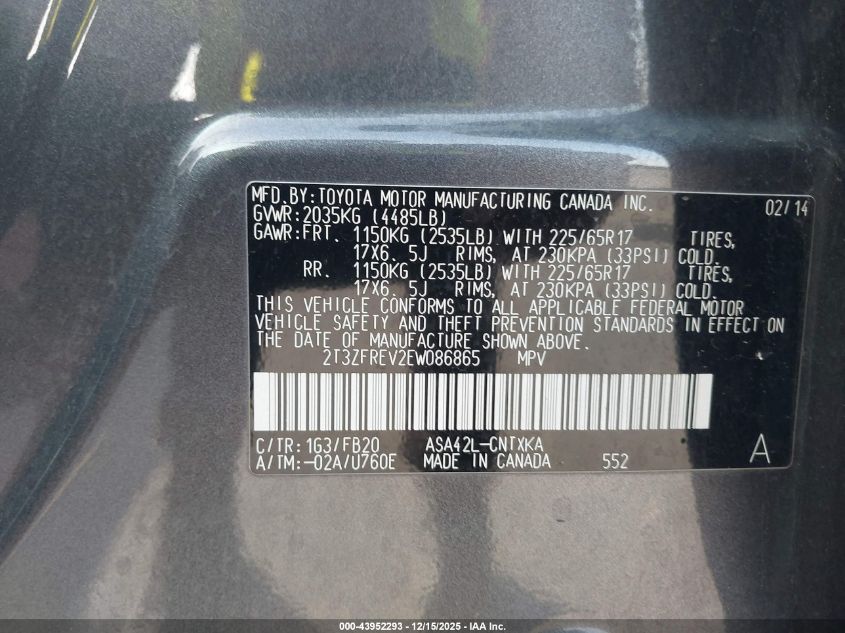 MFD.BY:TOYOTA MOTOR MANUFACTURING CANADA INC. 02/14
GVWR:2035KG (4485LB)
GAWR:FRT. 1150KG (2535LB) WITH 225/65R17 TIRES,
17X6. 5J RIMS, AT 230KPA (33PSI) COLD.
RR. 1150KG (2535LB) WITH 225/65R17 TIRES,
17X6. 5J RIMS, AT 230KPA (33PSI) COLD.
THIS VEHICLE CONFORMS TO ALL APPLICABLE FEDERAL MOTOR
VEHICLE SAFETY AND THEFT PREVENTION STANDARDS IN EFFECT ON
THE DATE OF MANUFACTURE SHOWN ABOVE.
2T3ZFREV2EW086865 MPV
C/TR:1G3/FB20 ASA42L-CNTXKA
A/TM:-02A/U760E MADE IN CANADA 552 A
000-43952293 - 12/15/2025 - IAA Inc.